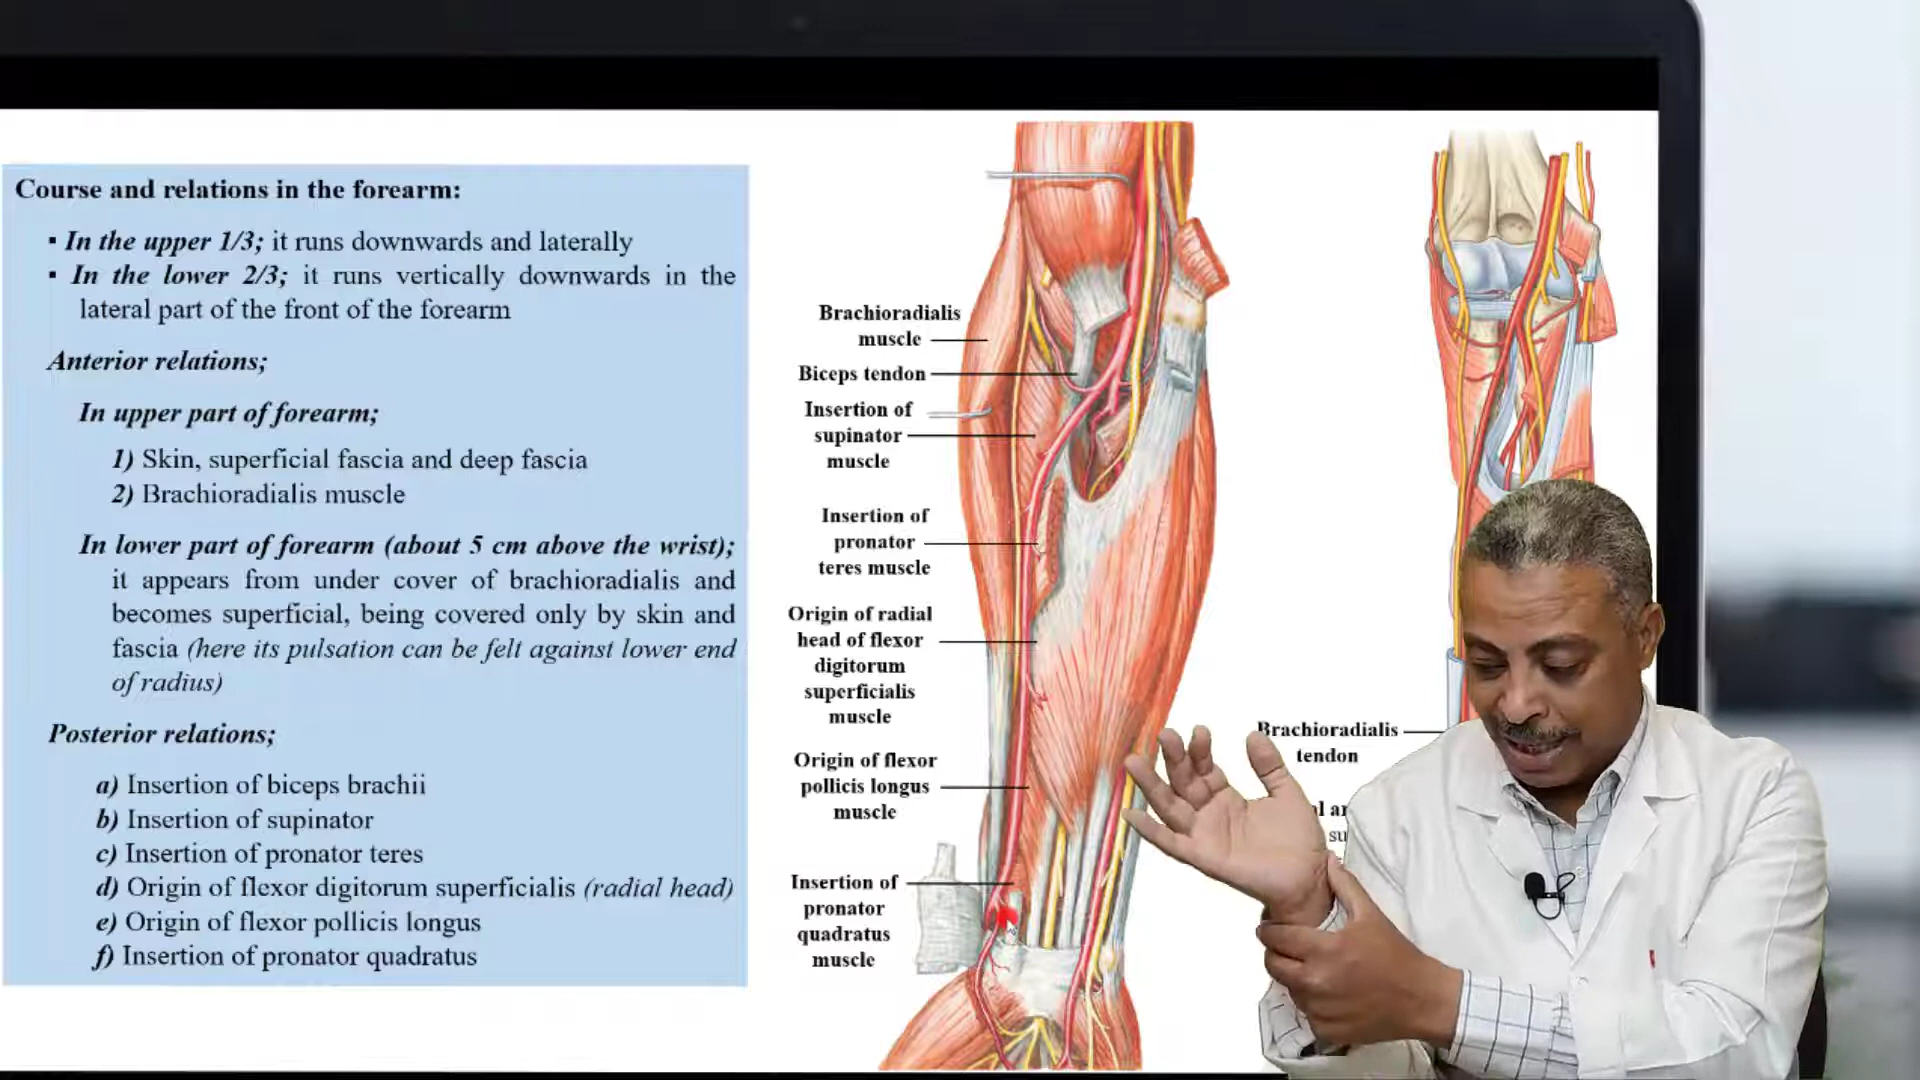 Course and relations in the forearm:
▪ In the upper 1/3; it runs downwards and laterally
▪ In the lower 2/3; it runs vertically downwards in the
lateral part of the front of the forearm
Anterior relations;
In upper part of forearm;
1) Skin, superficial fascia and deep fascia
2) Brachioradialis muscle
In lower part of forearm (about 5 cm above the wrist);
it appears from under cover of brachioradialis and
becomes superficial, being covered only by skin and
fascia (here its pulsation can be felt against lower end
of radius)
Posterior relations;
a) Insertion of biceps brachii
b) Insertion of supinator
c) Insertion of pronator teres
d) Origin of flexor digitorum superficialis (radial head)
e) Origin of flexor pollicis longus
f) Insertion of pronator quadratus
Brachioradialis
muscle
Biceps tendon
Insertion of
supinator
muscle
Insertion of
pronator
teres muscle
Origin of radial
head of flexor
digitorum
superficialis
muscle
Origin of flexor
pollicis longus
muscle
Insertion of
pronator
quadratus
muscle
Brachioradialis
tendon